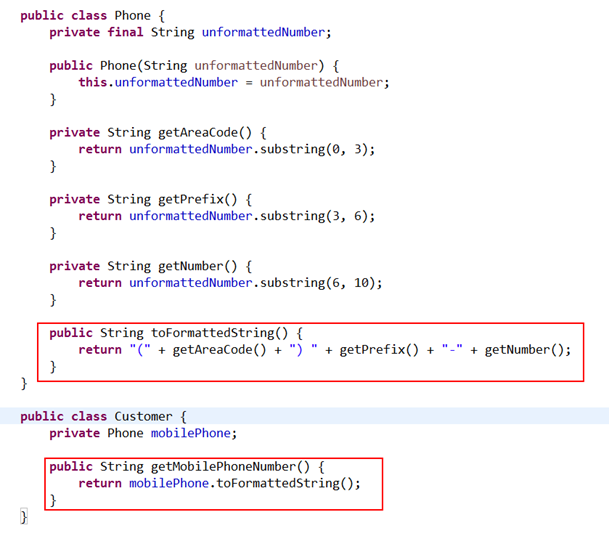 public class Phone {
    private final String unformattedNumber;
    public Phone(String unformattedNumber) {
        this.unformattedNumber = unformattedNumber;
    }
    private String getAreaCode() {
        return unformattedNumber.substring(0, 3);
    }
    private String getPrefix() {
        return unformattedNumber.substring(3, 6);
    }
    private String getNumber() {
        return unformattedNumber.substring(6, 10);
    }
    public String toFormattedString() {
        return "(" + getAreaCode() + ") " + getPrefix() + "-" + getNumber();
    }
}
public class Customer {
    private Phone mobilePhone;
    public String getMobilePhoneNumber() {
        return mobilePhone.toFormattedString();
    }
}